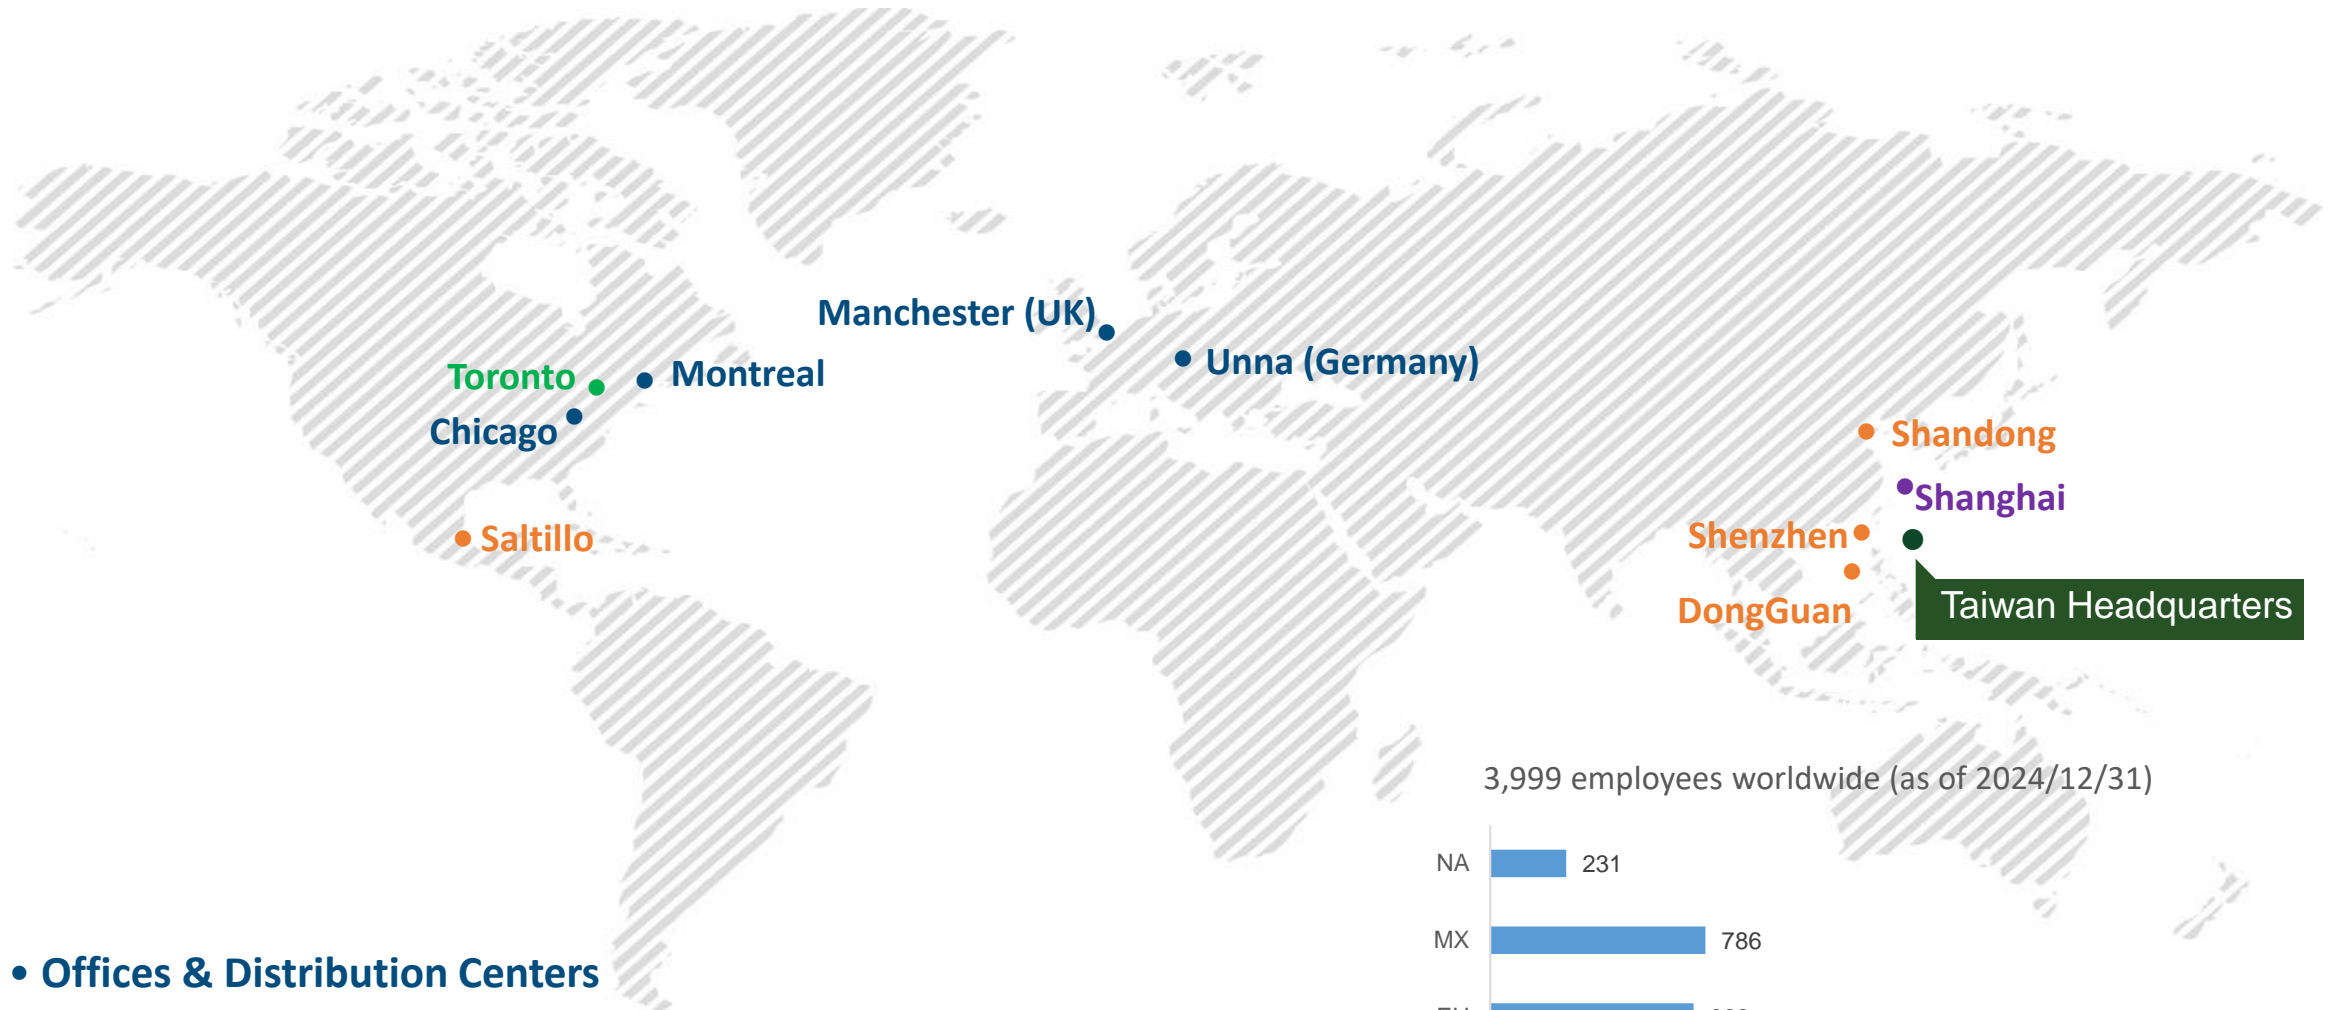 Manchester (UK)
Unna (Germany)
Toronto
Montreal
Chicago
Shandong
Shanghai
Saltillo
Shenzhen
DongGuan
Taiwan Headquarters
3,999 employees worldwide (as of 2024/12/31)
NA 231
MX 786
• Offices & Distribution Centers